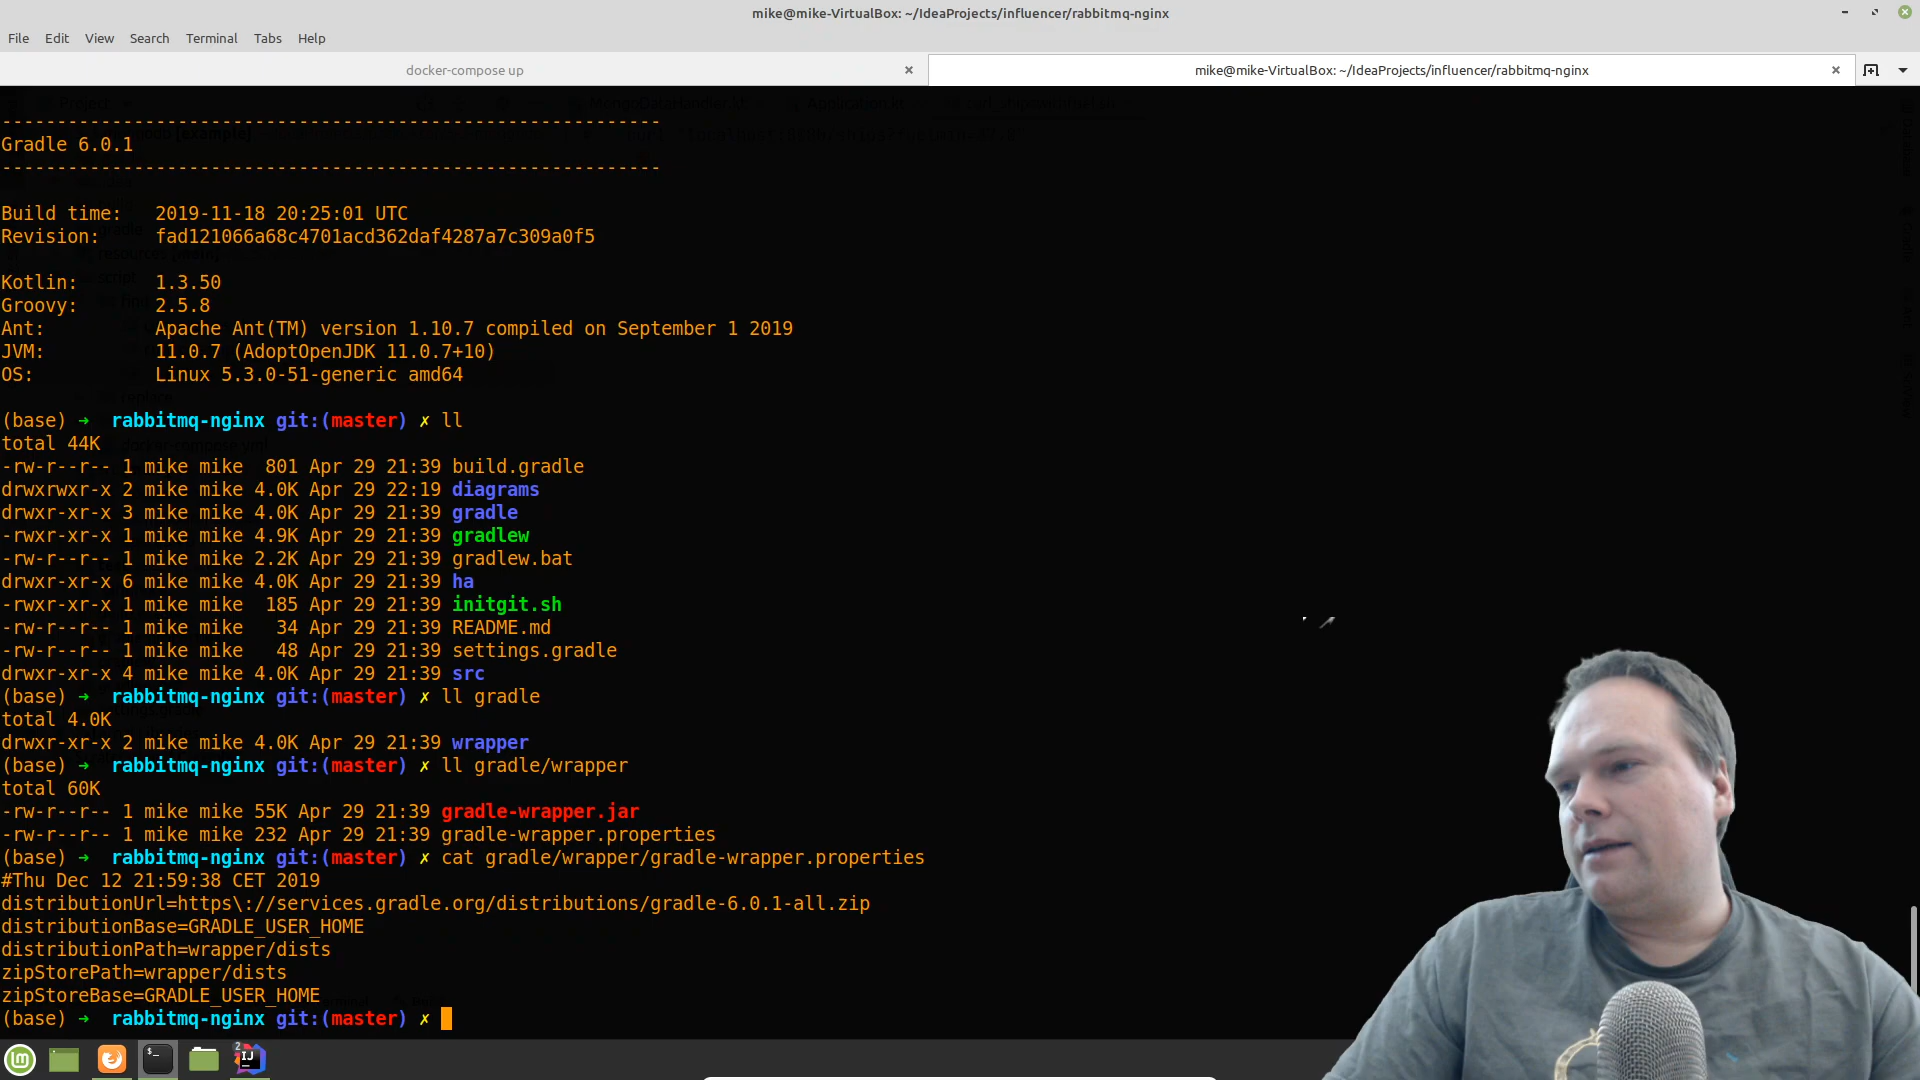 mike@mike-VirtualBox: ~/IdeaProjects/influencer/rabbitmq-nginx
File Edit View Search Terminal Tabs Help
docker-compose up
mike@mike-VirtualBox: ~/IdeaProjects/influencer/rabbitmq-nginx
------------------------------------------------------------
Gradle 6.0.1
------------------------------------------------------------
Build time:   2019-11-18 20:25:01 UTC
Revision:     fad121066a68c4701acd362daf4287a7c309a0f5
Kotlin:       1.3.50
Groovy:       2.5.8
Ant:          Apache Ant(TM) version 1.10.7 compiled on September 1 2019
JVM:          11.0.7 (AdoptOpenJDK 11.0.7+10)
OS:           Linux 5.3.0-51-generic amd64
(base) ➜  rabbitmq-nginx git:(master) ✗ ll
total 44K
-rw-r--r-- 1 mike mike  801 Apr 29 21:39 build.gradle
drwxrwxr-x 2 mike mike 4.0K Apr 29 22:19 diagrams
drwxr-xr-x 3 mike mike 4.0K Apr 29 21:39 gradle
-rwxr-xr-x 1 mike mike 4.9K Apr 29 21:39 gradlew
-rw-r--r-- 1 mike mike 2.2K Apr 29 21:39 gradlew.bat
drwxr-xr-x 6 mike mike 4.0K Apr 29 21:39 ha
-rwxr-xr-x 1 mike mike  185 Apr 29 21:39 initgit.sh
-rw-r--r-- 1 mike mike   34 Apr 29 21:39 README.md
-rw-r--r-- 1 mike mike   48 Apr 29 21:39 settings.gradle
drwxr-xr-x 4 mike mike 4.0K Apr 29 21:39 src
(base) ➜  rabbitmq-nginx git:(master) ✗ ll gradle
total 4.0K
drwxr-xr-x 2 mike mike 4.0K Apr 29 21:39 wrapper
(base) ➜  rabbitmq-nginx git:(master) ✗ ll gradle/wrapper
total 60K
-rw-r--r-- 1 mike mike 55K Apr 29 21:39 gradle-wrapper.jar
-rw-r--r-- 1 mike mike 232 Apr 29 21:39 gradle-wrapper.properties
(base) ➜  rabbitmq-nginx git:(master) ✗ cat gradle/wrapper/gradle-wrapper.properties
#Thu Dec 12 21:59:38 CET 2019
distributionUrl=https\://services.gradle.org/distributions/gradle-6.0.1-all.zip
distributionBase=GRADLE_USER_HOME
distributionPath=wrapper/dists
zipStorePath=wrapper/dists
zipStoreBase=GRADLE_USER_HOME
(base) ➜  rabbitmq-nginx git:(master) ✗
2
IJ